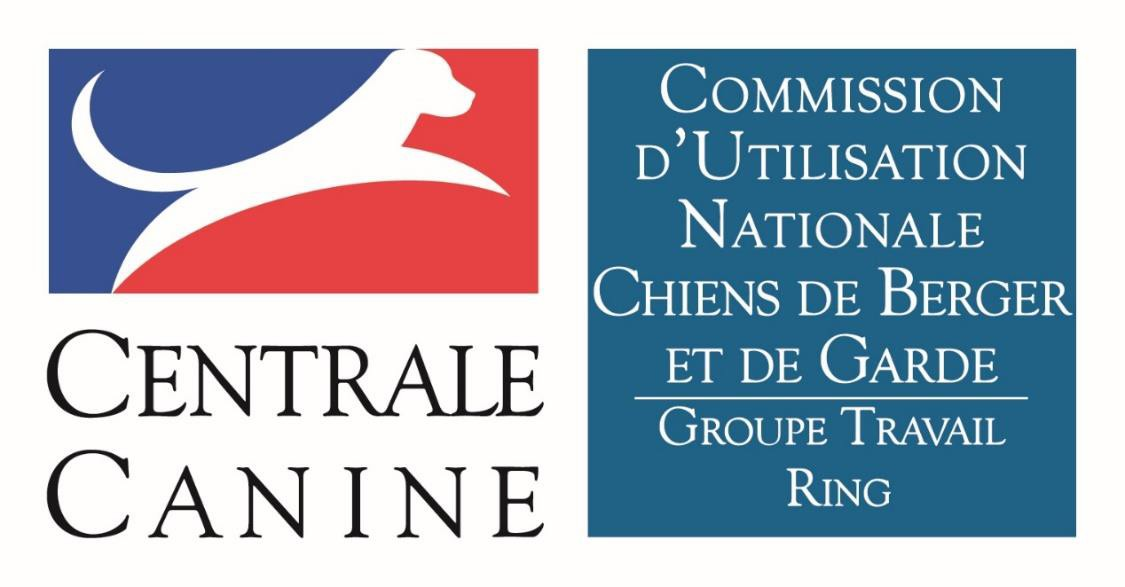 CENTRALE
CANINE
COMMISSION
D'UTILISATION
NATIONALE
CHIENS DE BERGER
ET DE GARDE
GROUPE TRAVAIL
RING